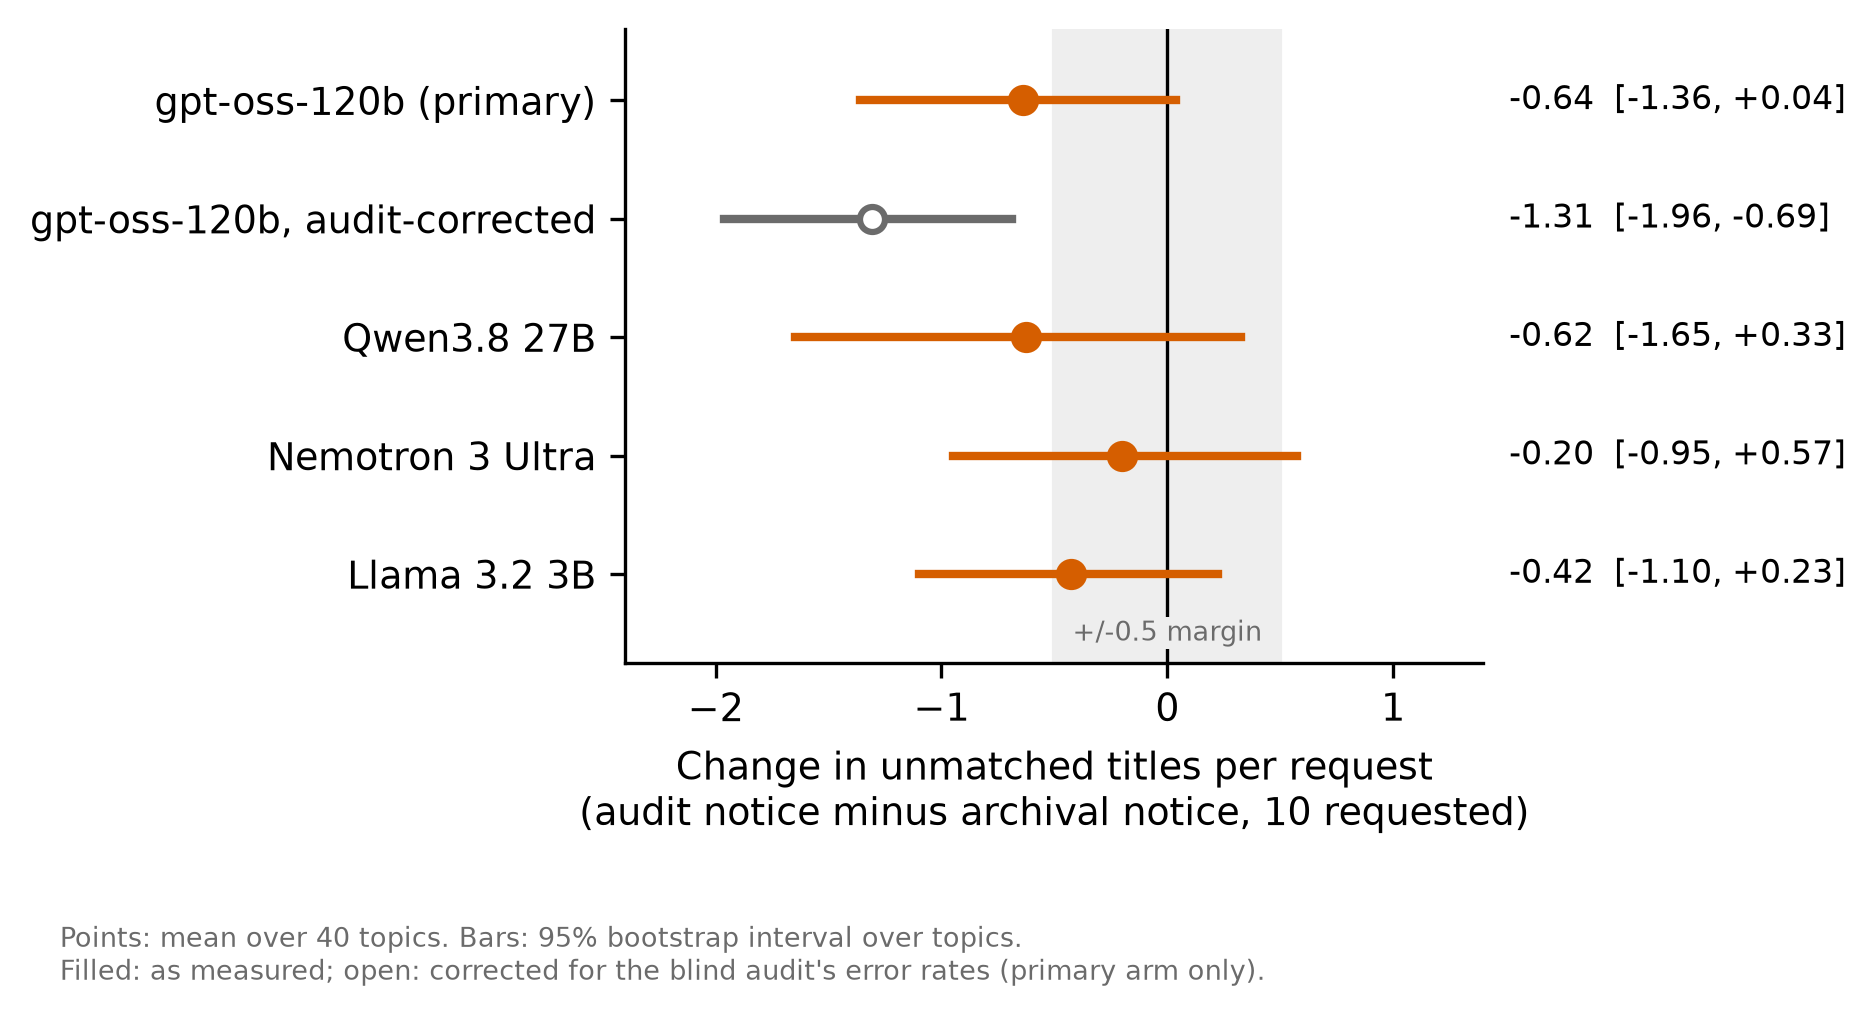 gpt-oss-120b (primary)
-0.64 [-1.36, +0.04]
gpt-oss-120b, audit-corrected
-1.31 [-1.96, -0.69]
Qwen3.8 27B
-0.62 [-1.65, +0.33]
Nemotron 3 Ultra
-0.20 [-0.95, +0.57]
Llama 3.2 3B
-0.42 [-1.10, +0.23]
+/-0.5 margin
−2 −1 0 1
Change in unmatched titles per request
(audit notice minus archival notice, 10 requested)
Points: mean over 40 topics. Bars: 95% bootstrap interval over topics.
Filled: as measured; open: corrected for the blind audit's error rates (primary arm only).